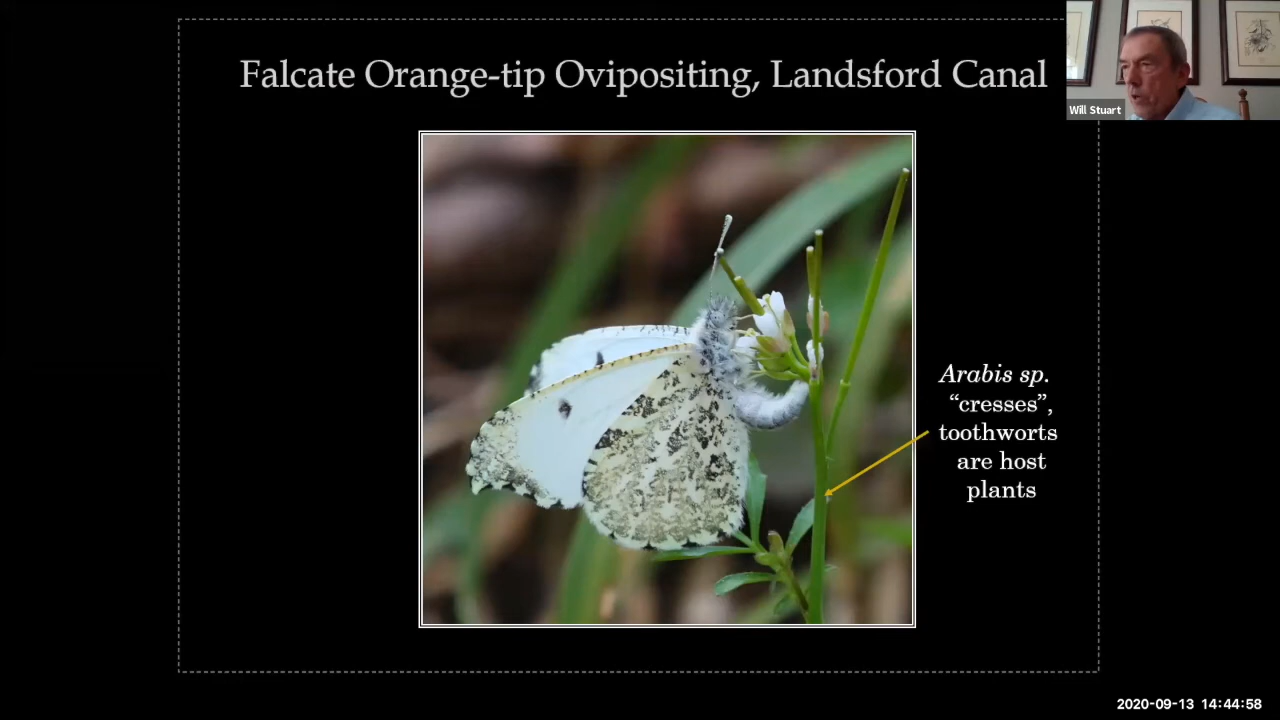 Falcate Orange-tip Ovipositing, Landsford Canal
Will Stuart
Arabis sp.
“cresses”,
toothworts
are host
plants
2020-09-13 14:44:58